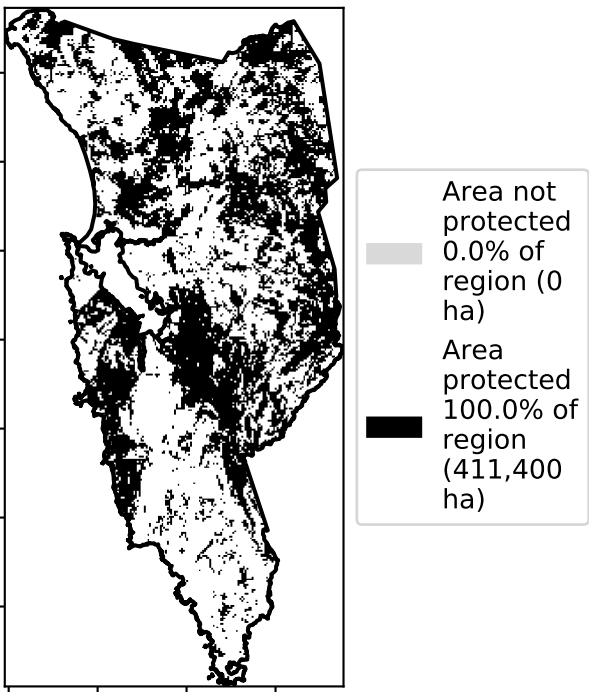 Area not
protected
0.0% of
region (0
ha)
Area
protected
100.0% of
region
(411,400
ha)